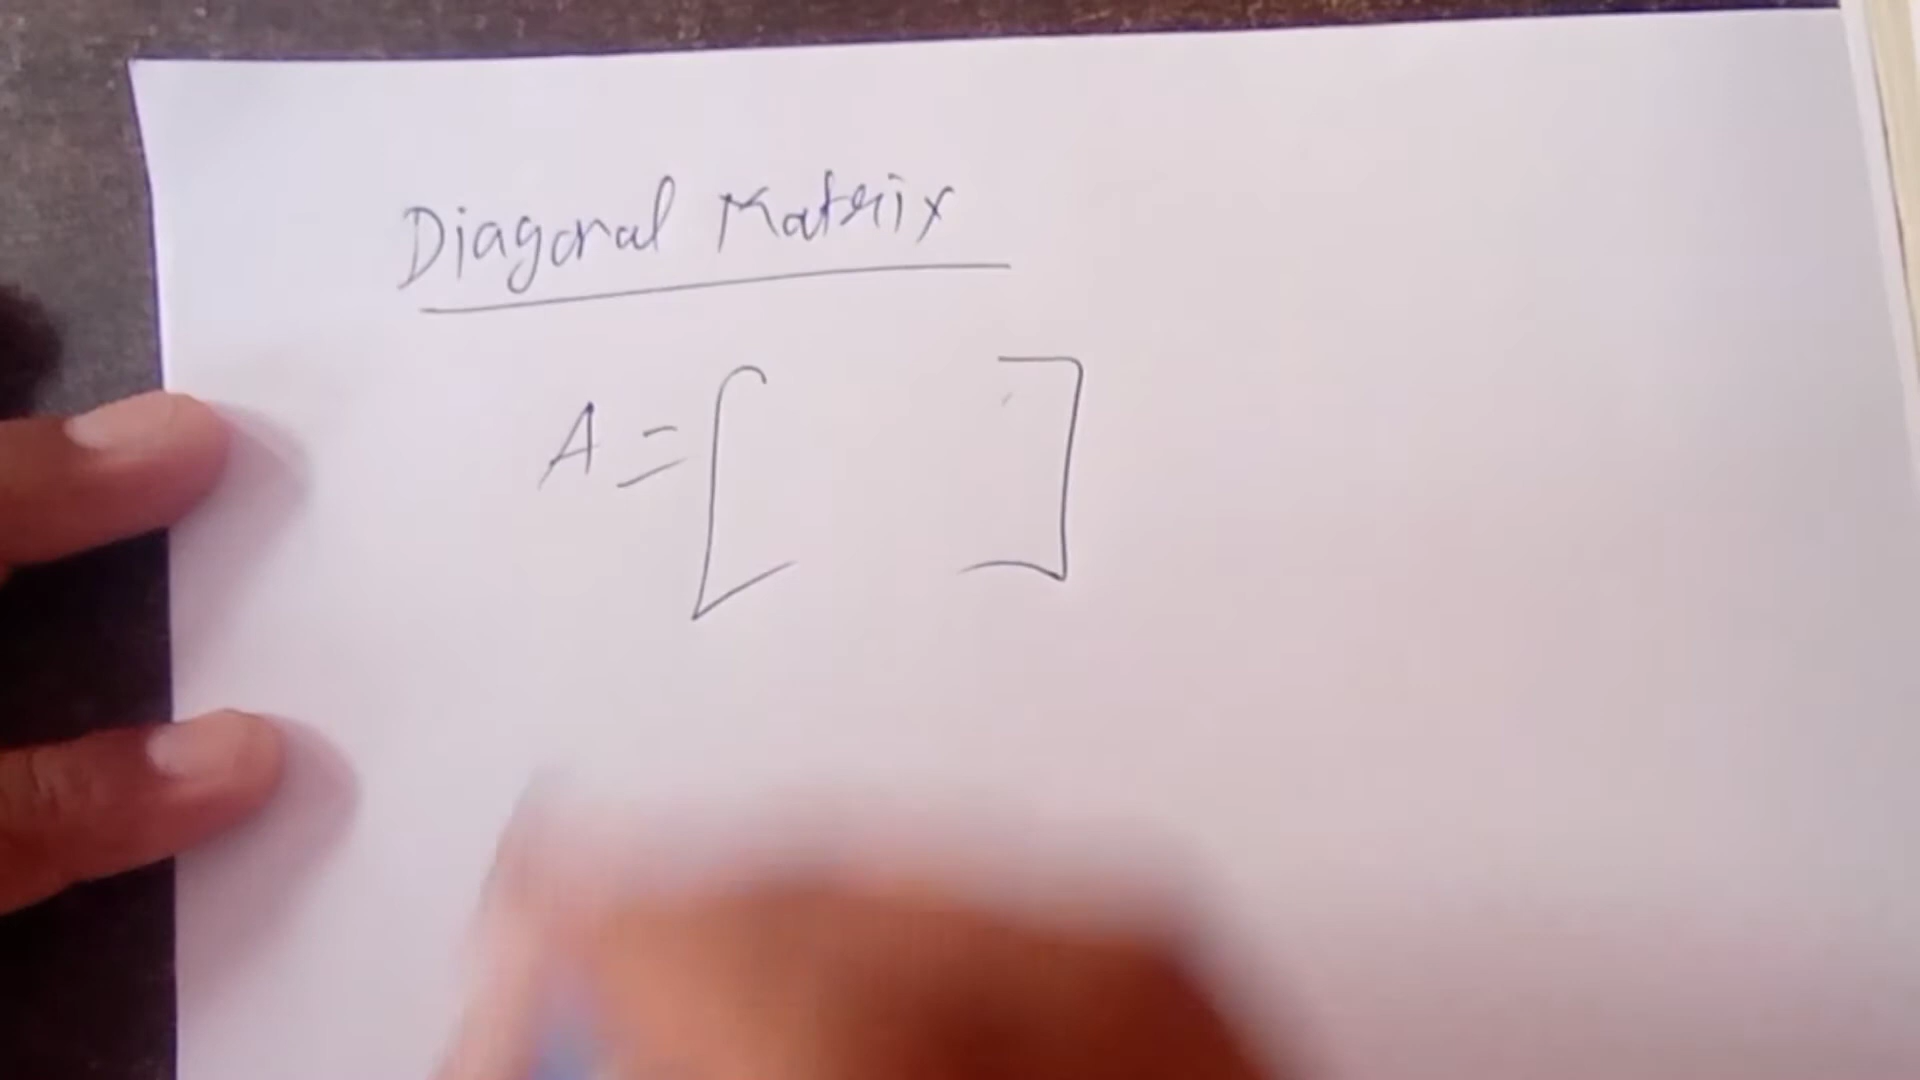 Diagonal Matrix
A = [ ]